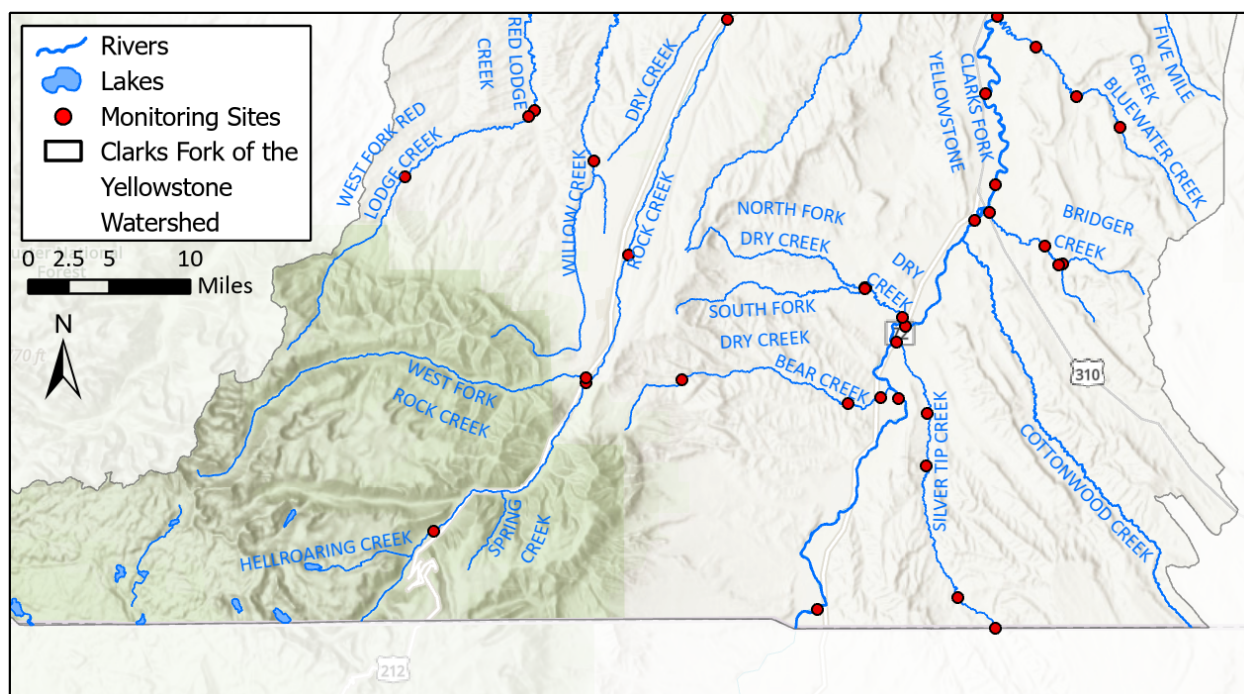 Rivers
Lakes
Monitoring Sites
Clarks Fork of the
Yellowstone
Watershed
0 2.5 5 10
Miles
N
RED LODGE
CREEK
DRY CREEK
WEST FORK RED
LODGE CREEK
WILLOW CREEK
ROCK CREEK
CLARKS FORK
YELLOWSTONE
FIVE MILE
CREEK
BLUEWATER CREEK
BRIDGER
CREEK
NORTH FORK
DRY CREEK
DRY
CREEK
SOUTH FORK
DRY CREEK
BEAR CREEK
WEST FORK
ROCK CREEK
SILVER TIP CREEK
COTTONWOOD CREEK
310
HELLROARING CREEK
SPRING
CREEK
212
National
Forest